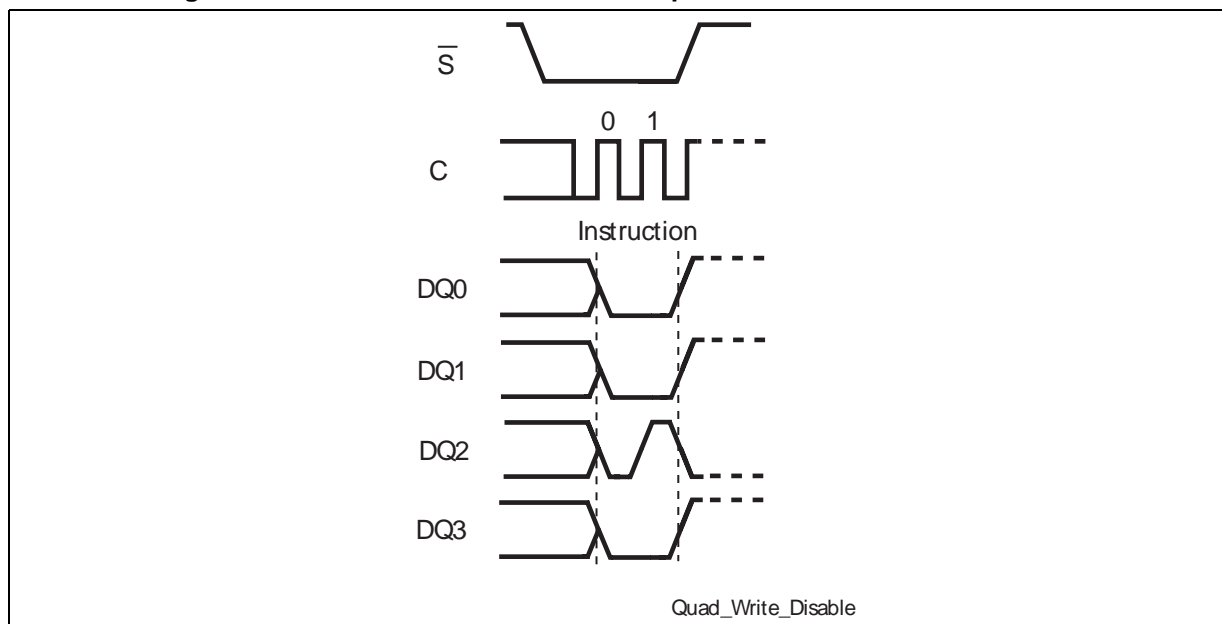 S̅
0 1
C
Instruction
DQ0
DQ1
DQ2
DQ3
Quad_Write_Disable